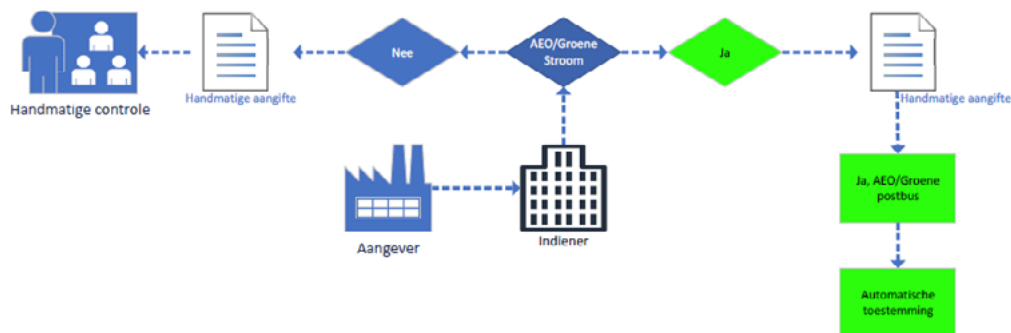 Nee
AEO/Groene
Stroom
Ja
Handmatige aangifte
Handmatige aangifte
Handmatige controle
Ja, AEO/Groene
postbus
Aangever
Indiener
Automatische
toestemming